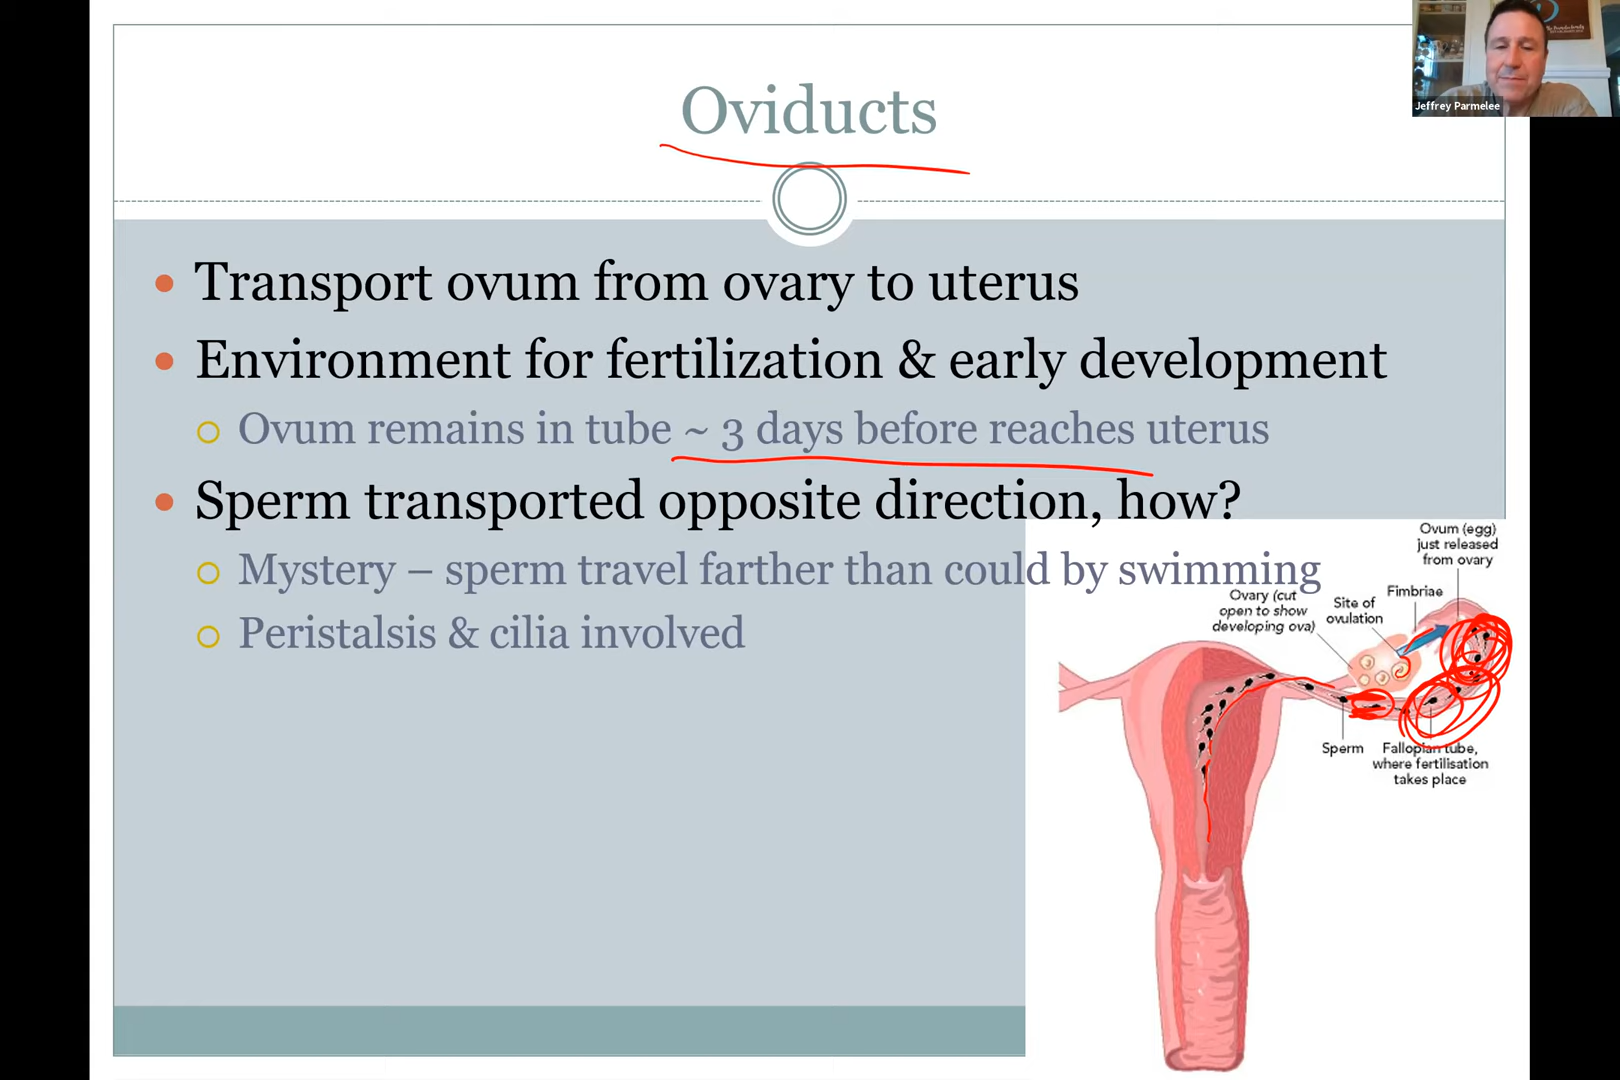 Jeffrey Parmelee
Oviducts
Transport ovum from ovary to uterus
Environment for fertilization & early development
Ovum remains in tube ~ 3 days before reaches uterus
Sperm transported opposite direction, how?
Mystery – sperm travel farther than could by swimming
Peristalsis & cilia involved
Ovum (egg)
just released
from ovary
Fimbriae
Site of
ovulation
Ovary (cut
open to show
developing ova)
Sperm
Fallopian tube,
where fertilisation
takes place